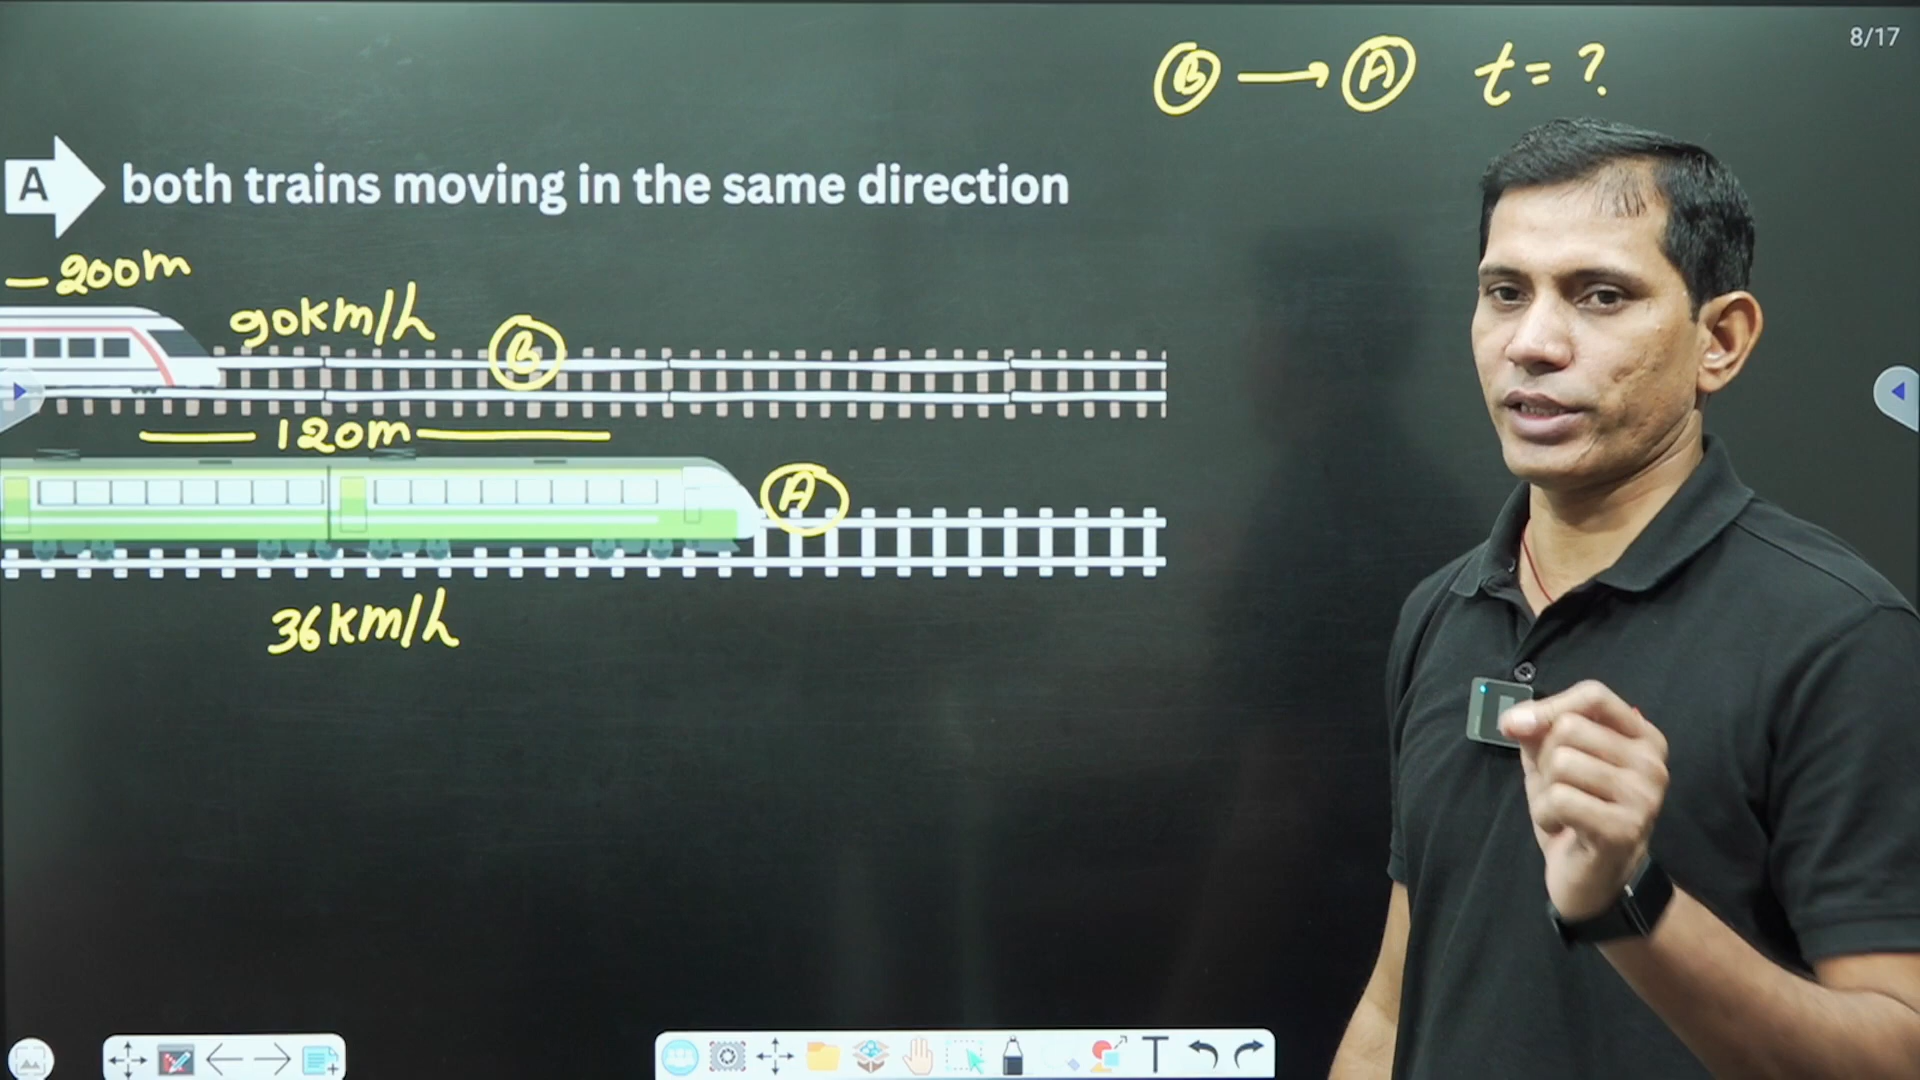 8/17
B → A t = ?
A both trains moving in the same direction
— 200m
90km/h B
— 120m —
A
36km/h
T